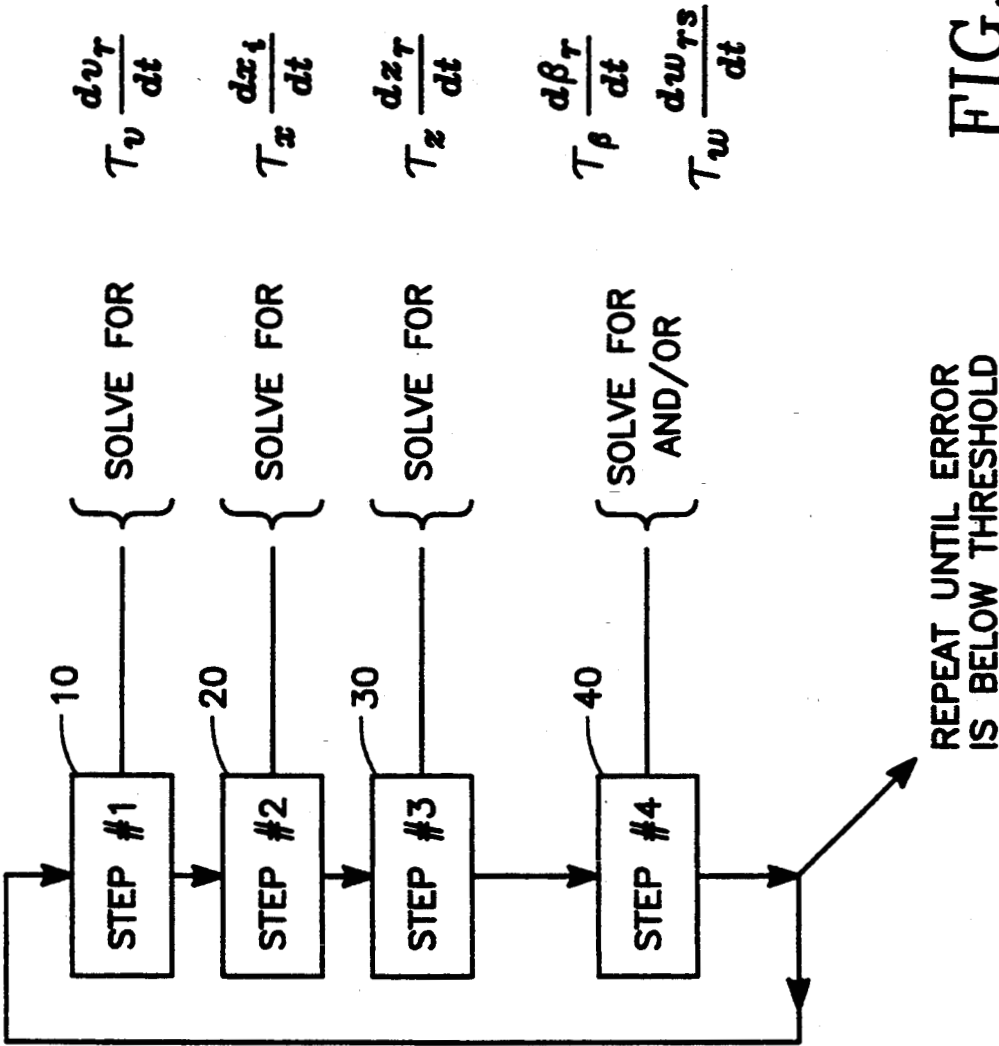 10
STEP #1
SOLVE FOR
τ_v dv_r/dt
20
STEP #2
SOLVE FOR
τ_x dx_i/dt
30
STEP #3
SOLVE FOR
τ_z dz_r/dt
40
STEP #4
SOLVE FOR
AND/OR
τ_β dβ_r/dt
τ_w dw_rs/dt
REPEAT UNTIL ERROR
IS BELOW THRESHOLD
FIG.